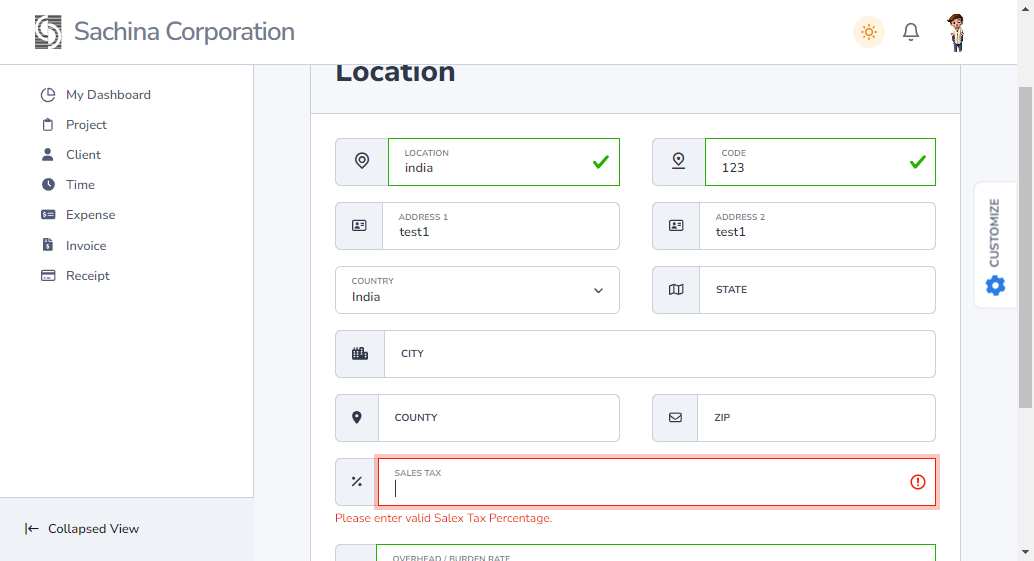 Sachina Corporation
My Dashboard
Project
Client
Time
Expense
Invoice
Receipt
Collapsed View
Location
LOCATION
india
CODE
123
ADDRESS 1
test1
ADDRESS 2
test1
COUNTRY
India
STATE
CITY
COUNTY
ZIP
SALES TAX
Please enter valid Salex Tax Percentage.
OVERHEAD / BURDEN RATE
CUSTOMIZE